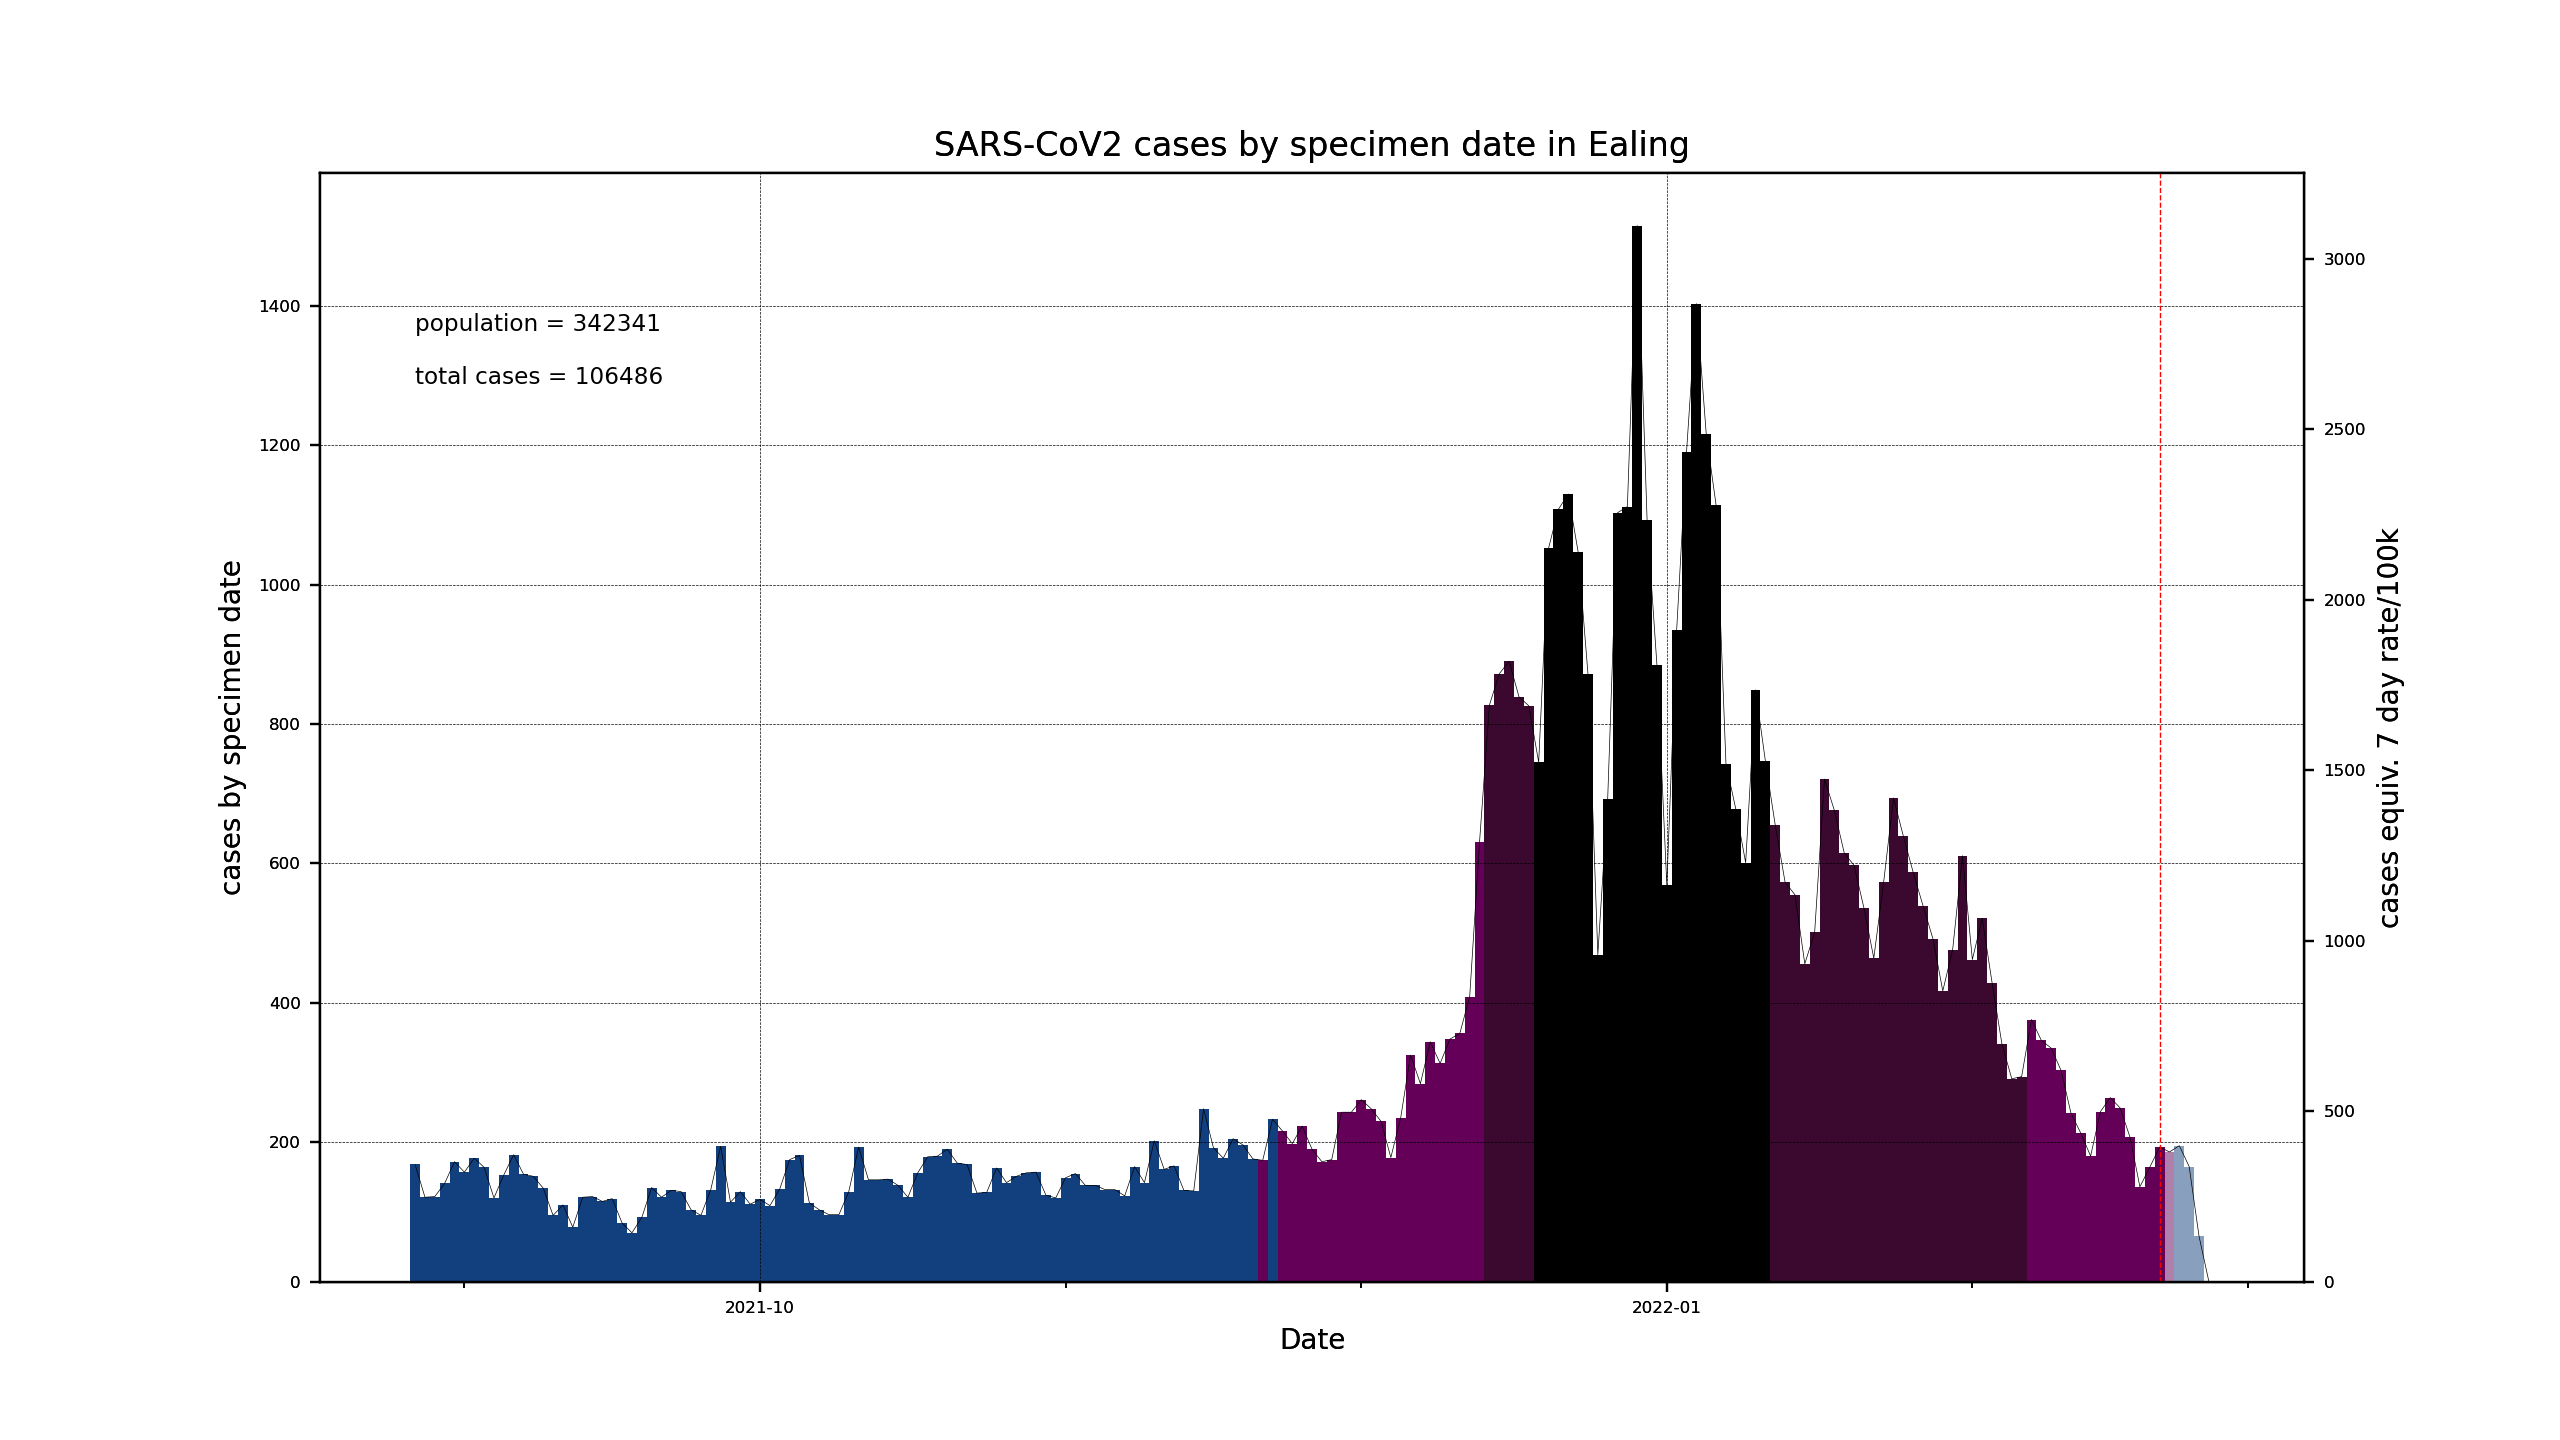 SARS-CoV2 cases by specimen date in Ealing
population = 342341
total cases = 106486
cases by specimen date
1400
1200
1000
800
600
400
200
0
3000
2500
2000
1500
1000
500
0
cases equiv. 7 day rate/100k
2021-10
2022-01
Date